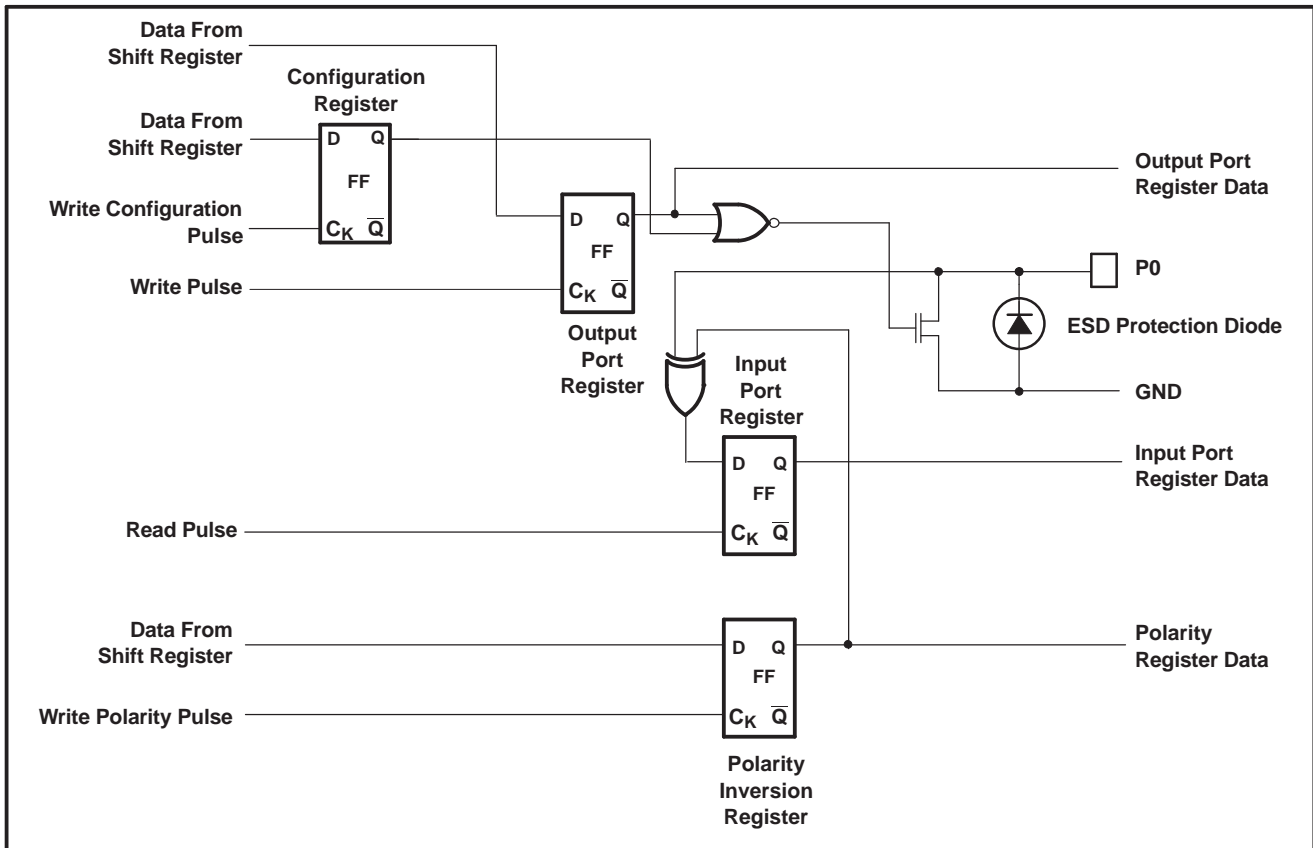 Data From
Shift Register
Configuration
Register
Data From
Shift Register
D Q
FF
CK Q̅
Write Configuration
Pulse
Output Port
Register Data
D Q
FF
CK Q̅
Write Pulse
P0
Output
Port
Register
ESD Protection Diode
Input
Port
Register
GND
D Q
FF
CK Q̅
Input Port
Register Data
Read Pulse
Data From
Shift Register
D Q
FF
CK Q̅
Polarity
Register Data
Write Polarity Pulse
Polarity
Inversion
Register